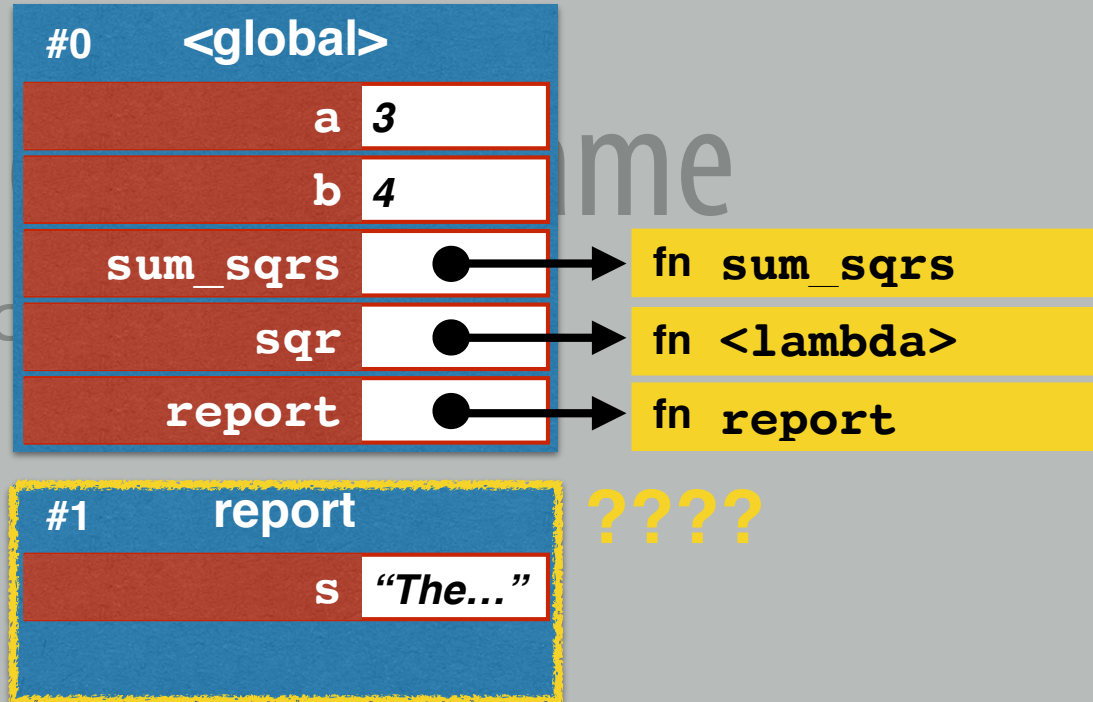 #0 <global>
a 3
b 4
sum_sqrs fn sum_sqrs
sqr fn <lambda>
report fn report
#1 report ????
s “The…”